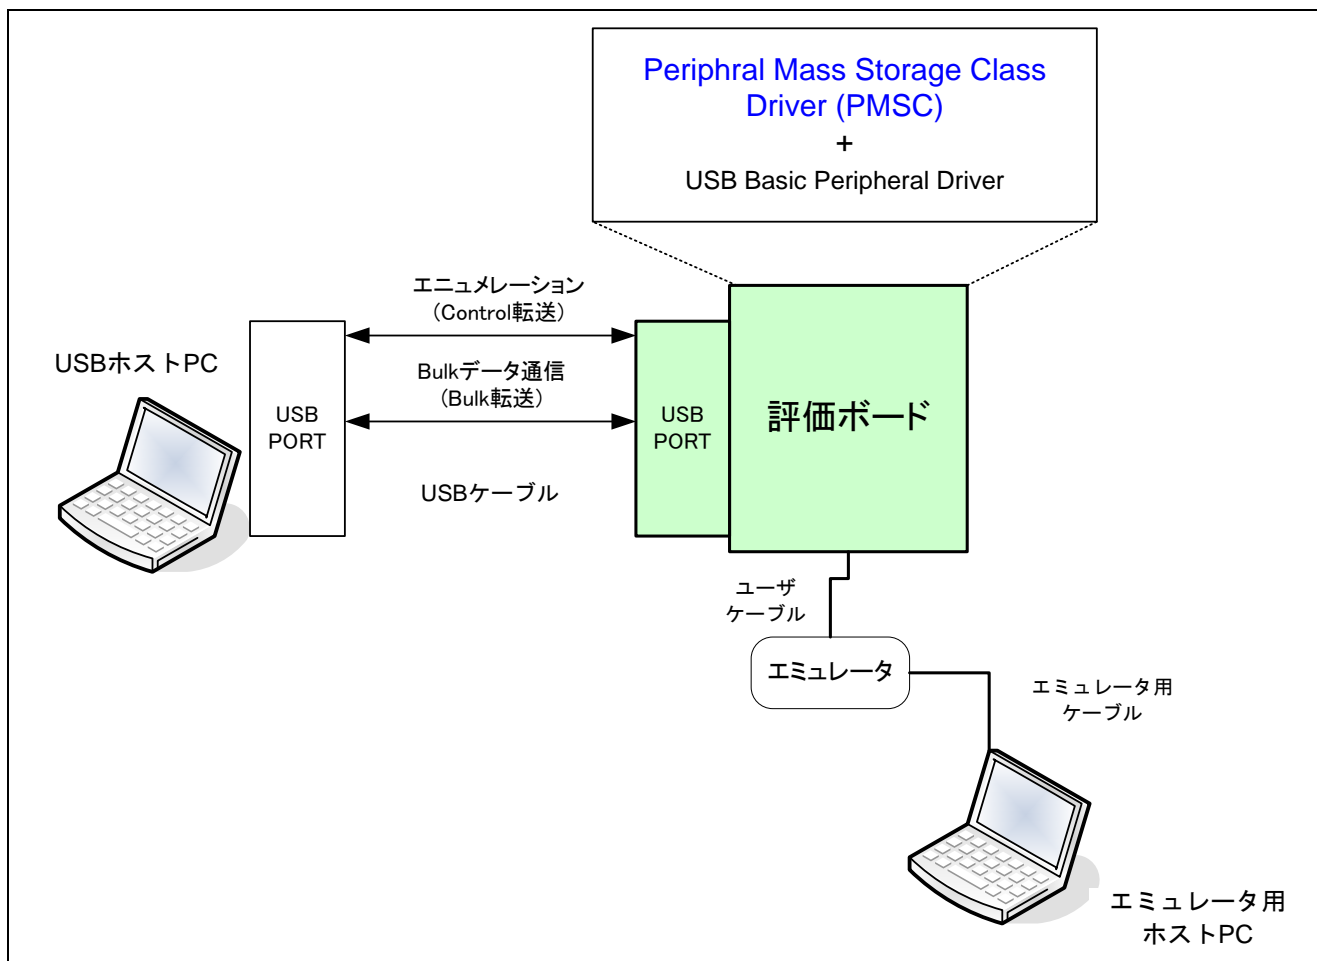 Periphral Mass Storage Class
Driver (PMSC)
+
USB Basic Peripheral Driver
エニュメレーション
(Control転送)
USBホストPC
Bulkデータ通信
(Bulk転送)
USB
PORT
USB
PORT
評価ボード
USBケーブル
ユーザ
ケーブル
エミュレータ
エミュレータ用
ケーブル
エミュレータ用
ホストPC